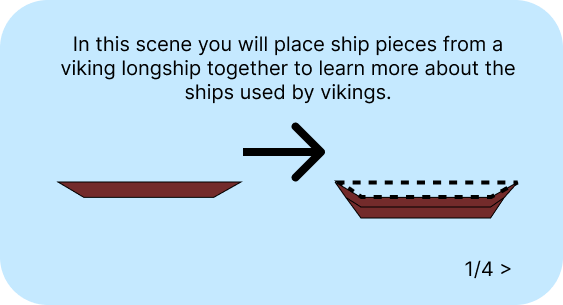 In this scene you will place ship pieces from a
viking longship together to learn more about the
ships used by vikings.
1/4 >